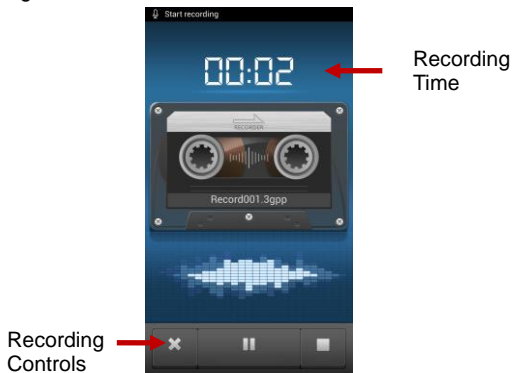 Start recording
00:02
Recording
Time
RECORDER
Record001.3gpp
Recording
Controls